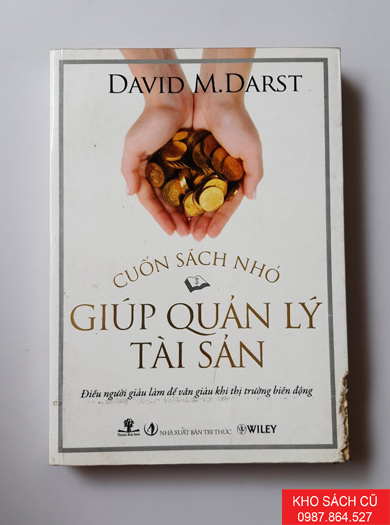 DAVID M. DARST
CUỐN SÁCH NHỎ
GIÚP QUẢN LÝ
TÀI SẢN
Điều người giàu làm để vẫn giàu khi thị trường biến động
NHÀ XUẤT BẢN TRI THỨC
WILEY
KHO SÁCH CŨ
0987.864.527